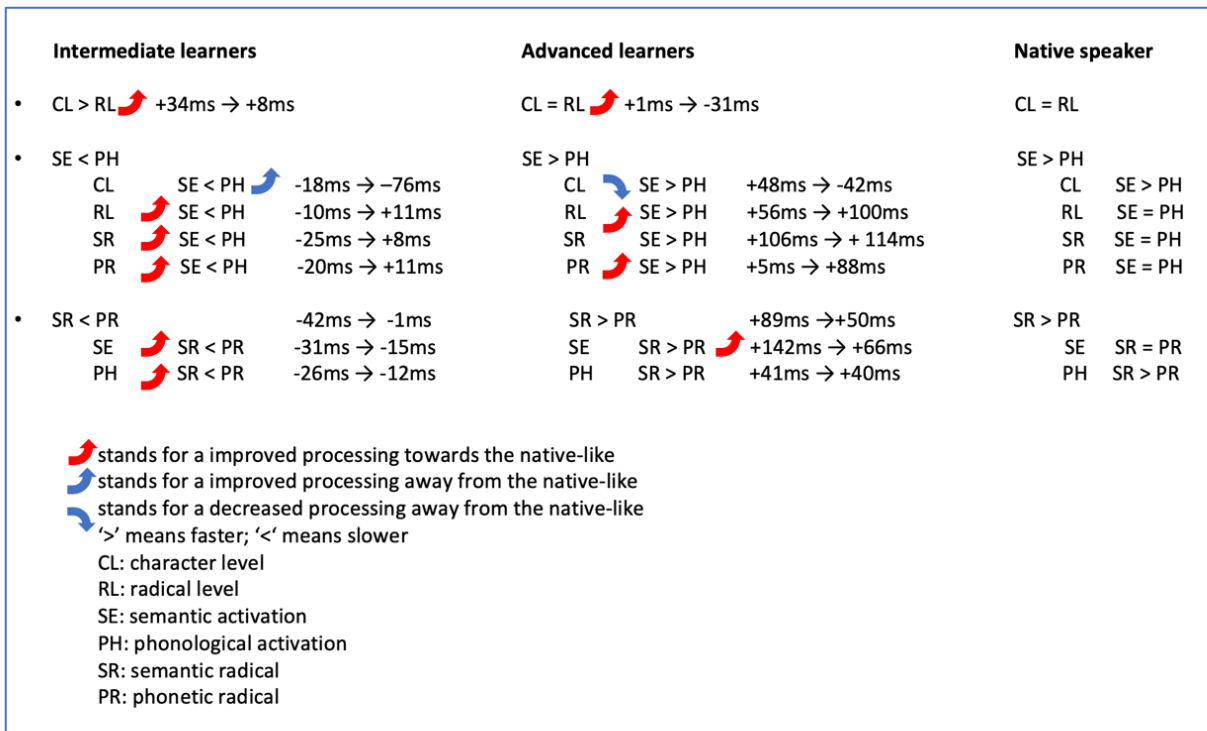 Intermediate learners Advanced learners Native speaker
• CL > RL +34ms → +8ms CL = RL +1ms → -31ms CL = RL
• SE < PH SE > PH SE > PH
CL SE < PH -18ms → –76ms CL SE > PH +48ms → -42ms CL SE > PH
RL SE < PH -10ms → +11ms RL SE > PH +56ms → +100ms RL SE = PH
SR SE < PH -25ms → +8ms SR SE > PH +106ms → + 114ms SR SE = PH
PR SE < PH -20ms → +11ms PR SE > PH +5ms → +88ms PR SE = PH
• SR < PR -42ms → -1ms SR > PR +89ms →+50ms SR > PR
SE SR < PR -31ms → -15ms SE SR > PR +142ms → +66ms SE SR = PR
PH SR < PR -26ms → -12ms PH SR > PR +41ms → +40ms PH SR > PR
stands for a improved processing towards the native-like
stands for a improved processing away from the native-like
stands for a decreased processing away from the native-like
‘>’ means faster; ‘<‘ means slower
CL: character level
RL: radical level
SE: semantic activation
PH: phonological activation
SR: semantic radical
PR: phonetic radical